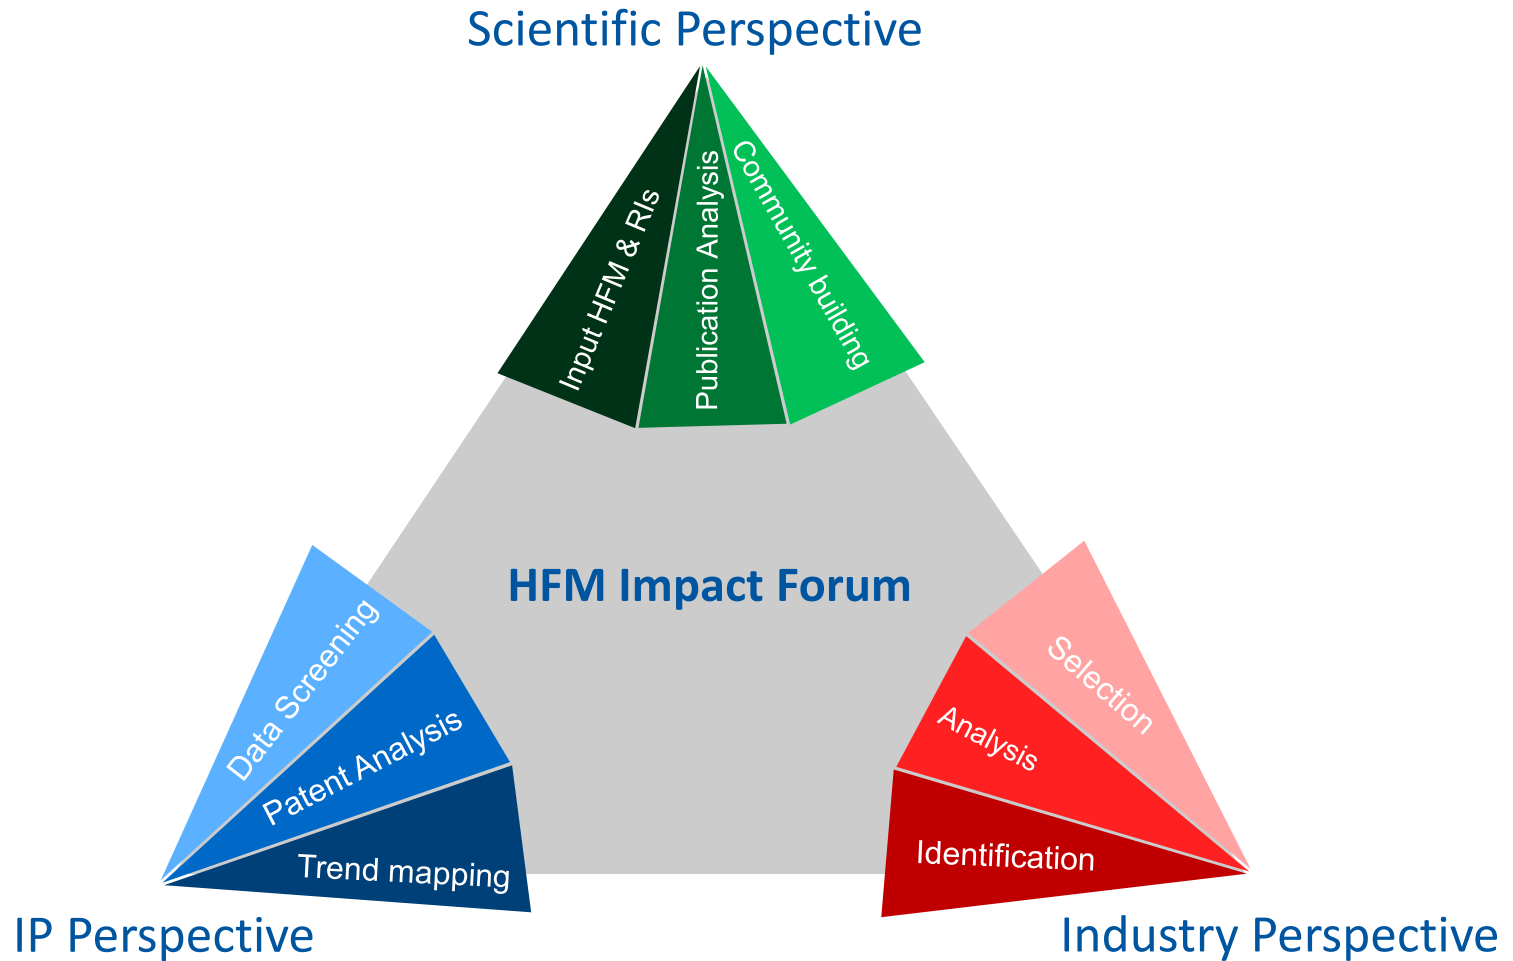 Scientific Perspective
Input HFM & RIs
Publication Analysis
Community building
HFM Impact Forum
Data Screening
Patent Analysis
Trend mapping
Selection
Analysis
Identification
IP Perspective
Industry Perspective